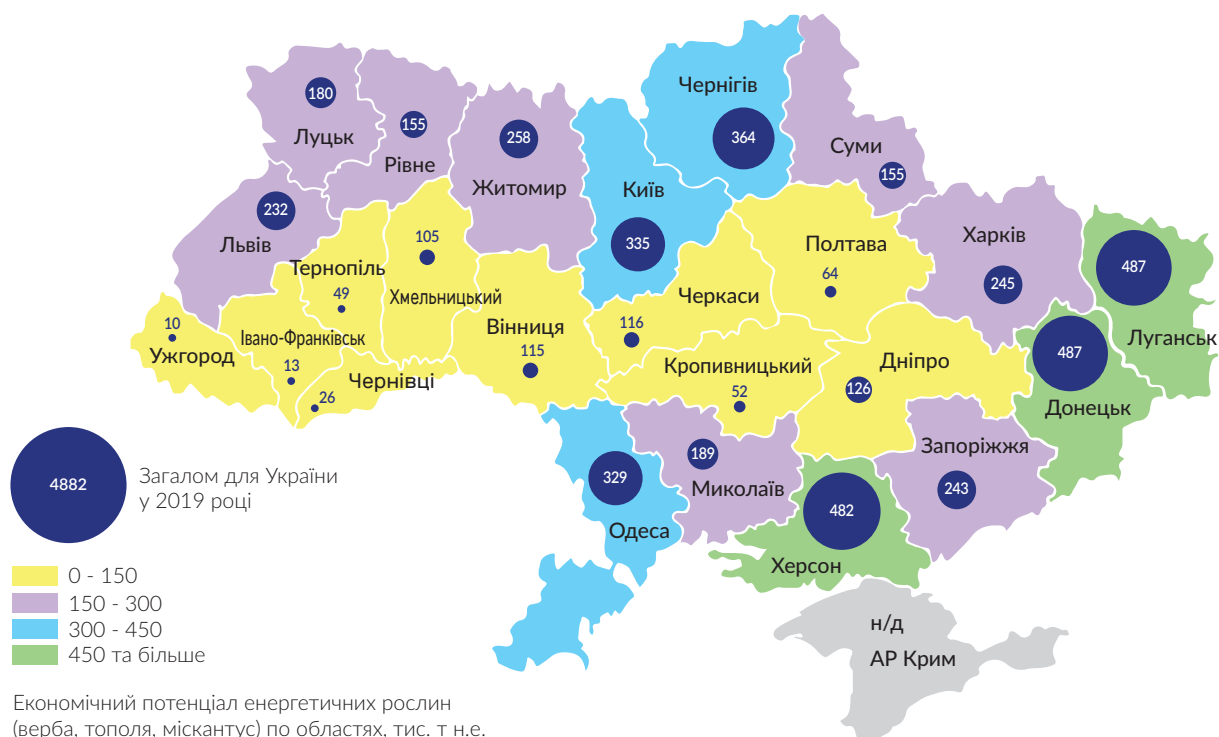 Чернігів
364
180
Луцьк
155
Рівне
258
Житомир
Суми
155
Київ
335
232
Львів
105
Хмельницький
Тернопіль
49
Полтава
64
Харків
245
487
Луганськ
10
Ужгород
Івано-Франківськ
13
26
Чернівці
Вінниця
115
Черкаси
116
Кропивницький
52
Дніпро
126
487
Донецьк
Запоріжжя
243
329
Одеса
189
Миколаїв
482
Херсон
н/д
АР Крим
4882
Загалом для України
у 2019 році
0 - 150
150 - 300
300 - 450
450 та більше
Економічний потенціал енергетичних рослин
(верба, тополя, міскантус) по областях, тис. т н.е.